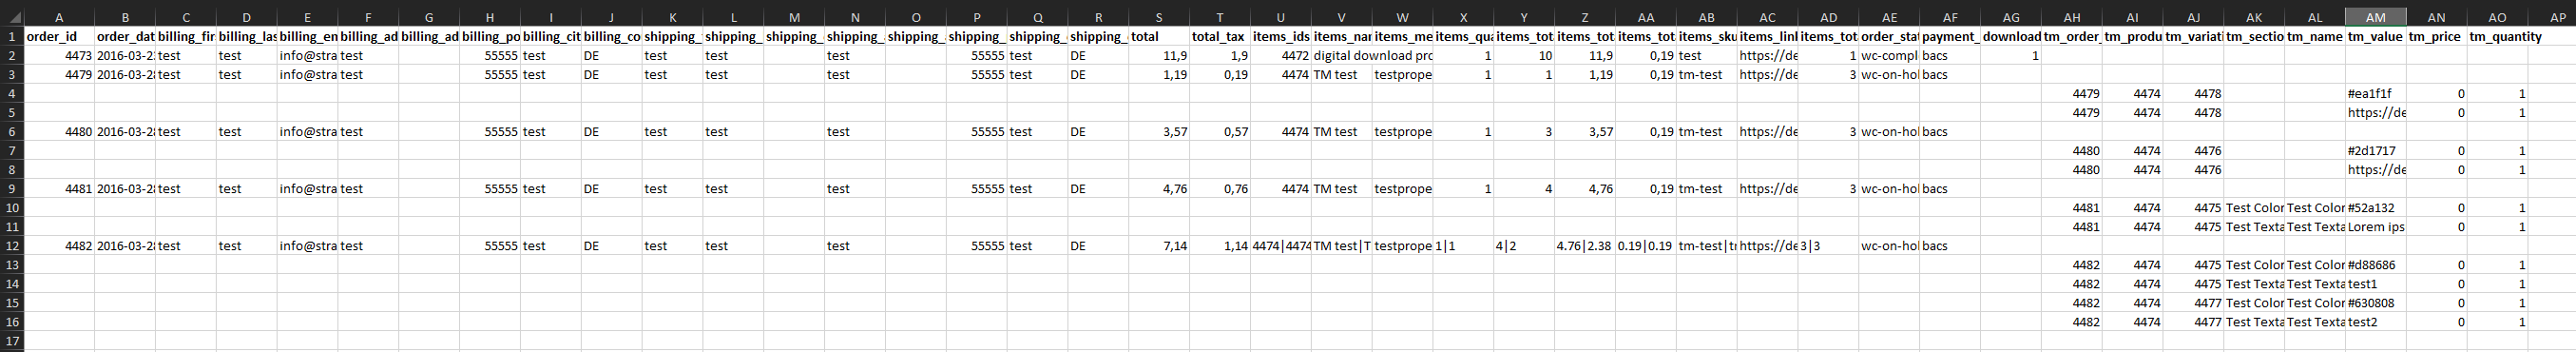 A B C D E F G H I J K L M N O P Q R S T U V W X Y Z AA AB AC AD AE AF AG AH AI AJ AK AL AM AN AO AP
1 order_id order_dat billing_fir billing_las billing_en billing_ad billing_ad billing_po billing_cit billing_co shipping_ shipping_ shipping_ shipping_ shipping_ shipping_ shipping_ shipping_ total total_tax items_ids items_nar items_me items_qua items_tot items_tot items_tot items_sku items_linl items_tot order_stat payment_ download tm_order_ tm_produ tm_variati tm_sectio tm_name tm_value tm_price tm_quantity
2 4473 2016-03-2 test test info@stra test 55555 test DE test test test 55555 test DE 11,9 1,9 4472 digital download pro 1 10 11,9 0,19 test https://de 1 wc-compl bacs 1
3 4479 2016-03-28 test test info@stra test 55555 test DE test test test 55555 test DE 1,19 0,19 4474 TM test testprope 1 1 1,19 0,19 tm-test https://de 3 wc-on-hol bacs
4 4479 4474 4478 #ea1f1f 0 1
5 4479 4474 4478 https://de 0 1
6 4480 2016-03-28 test test info@stra test 55555 test DE test test test 55555 test DE 3,57 0,57 4474 TM test testprope 1 3 3,57 0,19 tm-test https://de 3 wc-on-hol bacs
7 4480 4474 4476 #2d1717 0 1
8 4480 4474 4476 https://de 0 1
9 4481 2016-03-28 test test info@stra test 55555 test DE test test test 55555 test DE 4,76 0,76 4474 TM test testprope 1 4 4,76 0,19 tm-test https://de 3 wc-on-hol bacs
10 4481 4474 4475 Test Color Test Color #52a132 0 1
11 4481 4474 4475 Test Texta Test Texta Lorem ips 0 1
12 4482 2016-03-28 test test info@stra test 55555 test DE test test test 55555 test DE 7,14 1,14 4474|4474 TM test|T testprope 1|1 4|2 4.76|2.38 0.19|0.19 tm-test|tr https://de 3|3 wc-on-hol bacs
13 4482 4474 4475 Test Color Test Color #d88686 0 1
14 4482 4474 4475 Test Texta Test Texta test1 0 1
15 4482 4474 4477 Test Color Test Color #630808 0 1
16 4482 4474 4477 Test Texta Test Texta test2 0 1
17